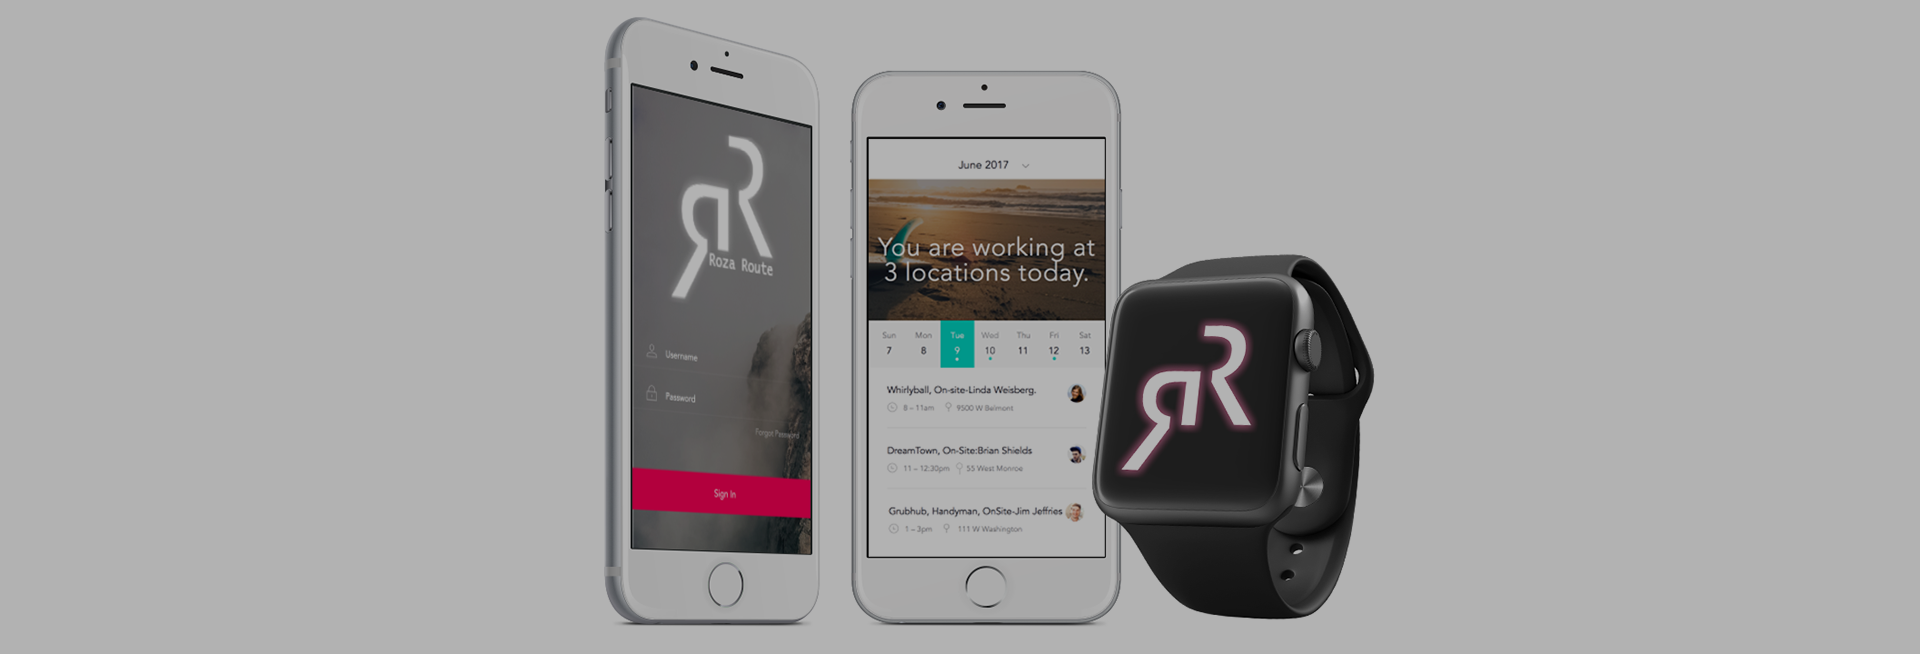 Roza Route
Username
Password
Forgot Password
Sign In
June 2017
You are working at
3 locations today.
Sun Mon Tue Wed Thu Fri Sat
7 8 9 10 11 12 13
Whirlyball, On-site-Linda Weisberg.
8 – 11am 9500 W Belmont
DreamTown, On-Site:Brian Shields
11 – 12:30pm 55 West Monroe
Grubhub, Handyman, OnSite-Jim Jeffries
1 – 3pm 111 W Washington